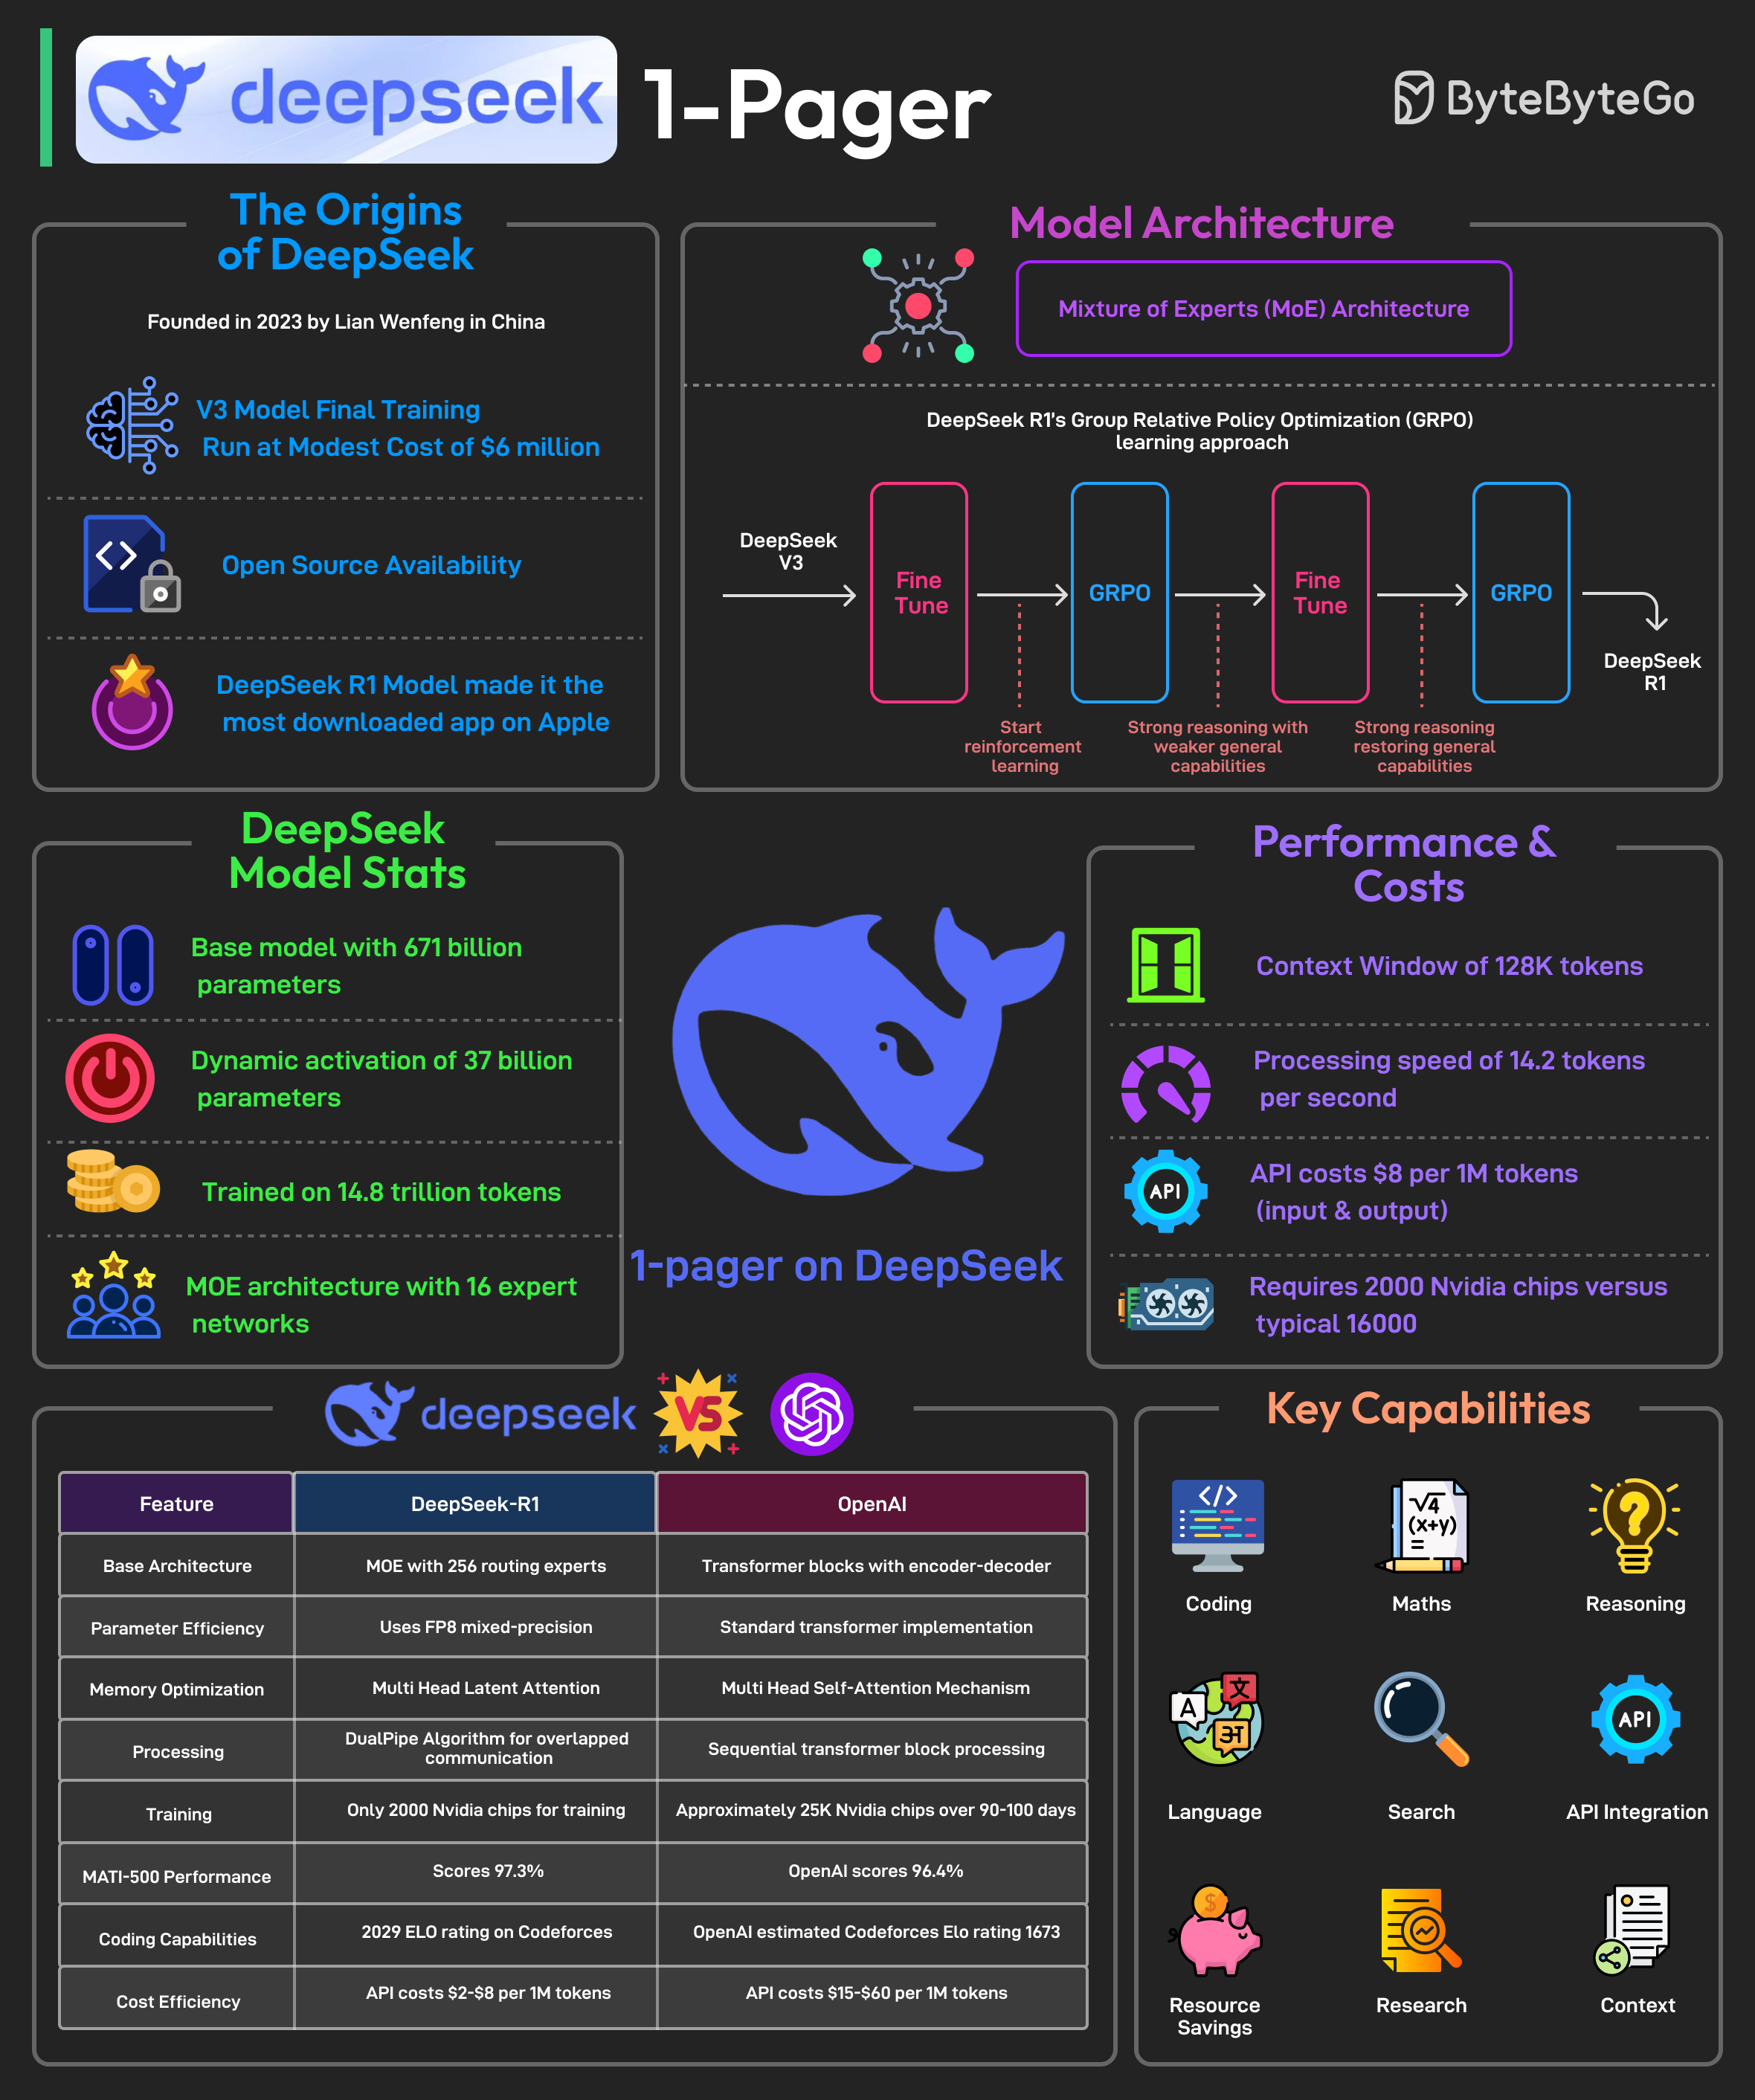 deepseek 1-Pager
ByteByteGo
The Origins
of DeepSeek
Founded in 2023 by Lian Wenfeng in China
V3 Model Final Training
Run at Modest Cost of $6 million
Open Source Availability
DeepSeek R1 Model made it the
most downloaded app on Apple
Model Architecture
Mixture of Experts (MoE) Architecture
DeepSeek R1's Group Relative Policy Optimization (GRPO)
learning approach
DeepSeek
V3
Fine
Tune
GRPO
Fine
Tune
GRPO
DeepSeek
R1
Start
reinforcement
learning
Strong reasoning with
weaker general
capabilities
Strong reasoning
restoring general
capabilities
DeepSeek
Model Stats
Base model with 671 billion
parameters
Dynamic activation of 37 billion
parameters
Trained on 14.8 trillion tokens
MOE architecture with 16 expert
networks
1-pager on DeepSeek
Performance &
Costs
Context Window of 128K tokens
Processing speed of 14.2 tokens
per second
API
API costs $8 per 1M tokens
(input & output)
Requires 2000 Nvidia chips versus
typical 16000
deepseek VS
Feature DeepSeek-R1 OpenAI
Base Architecture MOE with 256 routing experts Transformer blocks with encoder-decoder
Parameter Efficiency Uses FP8 mixed-precision Standard transformer implementation
Memory Optimization Multi Head Latent Attention Multi Head Self-Attention Mechanism
Processing DualPipe Algorithm for overlapped
communication Sequential transformer block processing
Training Only 2000 Nvidia chips for training Approximately 25K Nvidia chips over 90-100 days
MATI-500 Performance Scores 97.3% OpenAI scores 96.4%
Coding Capabilities 2029 ELO rating on Codeforces OpenAI estimated Codeforces Elo rating 1673
Cost Efficiency API costs $2-$8 per 1M tokens API costs $15-$60 per 1M tokens
Key Capabilities
</>
√4
(x+y)
=
?
Coding Maths Reasoning
A 文 अ
API
Language Search API Integration
$
Resource
Savings
Research
Context